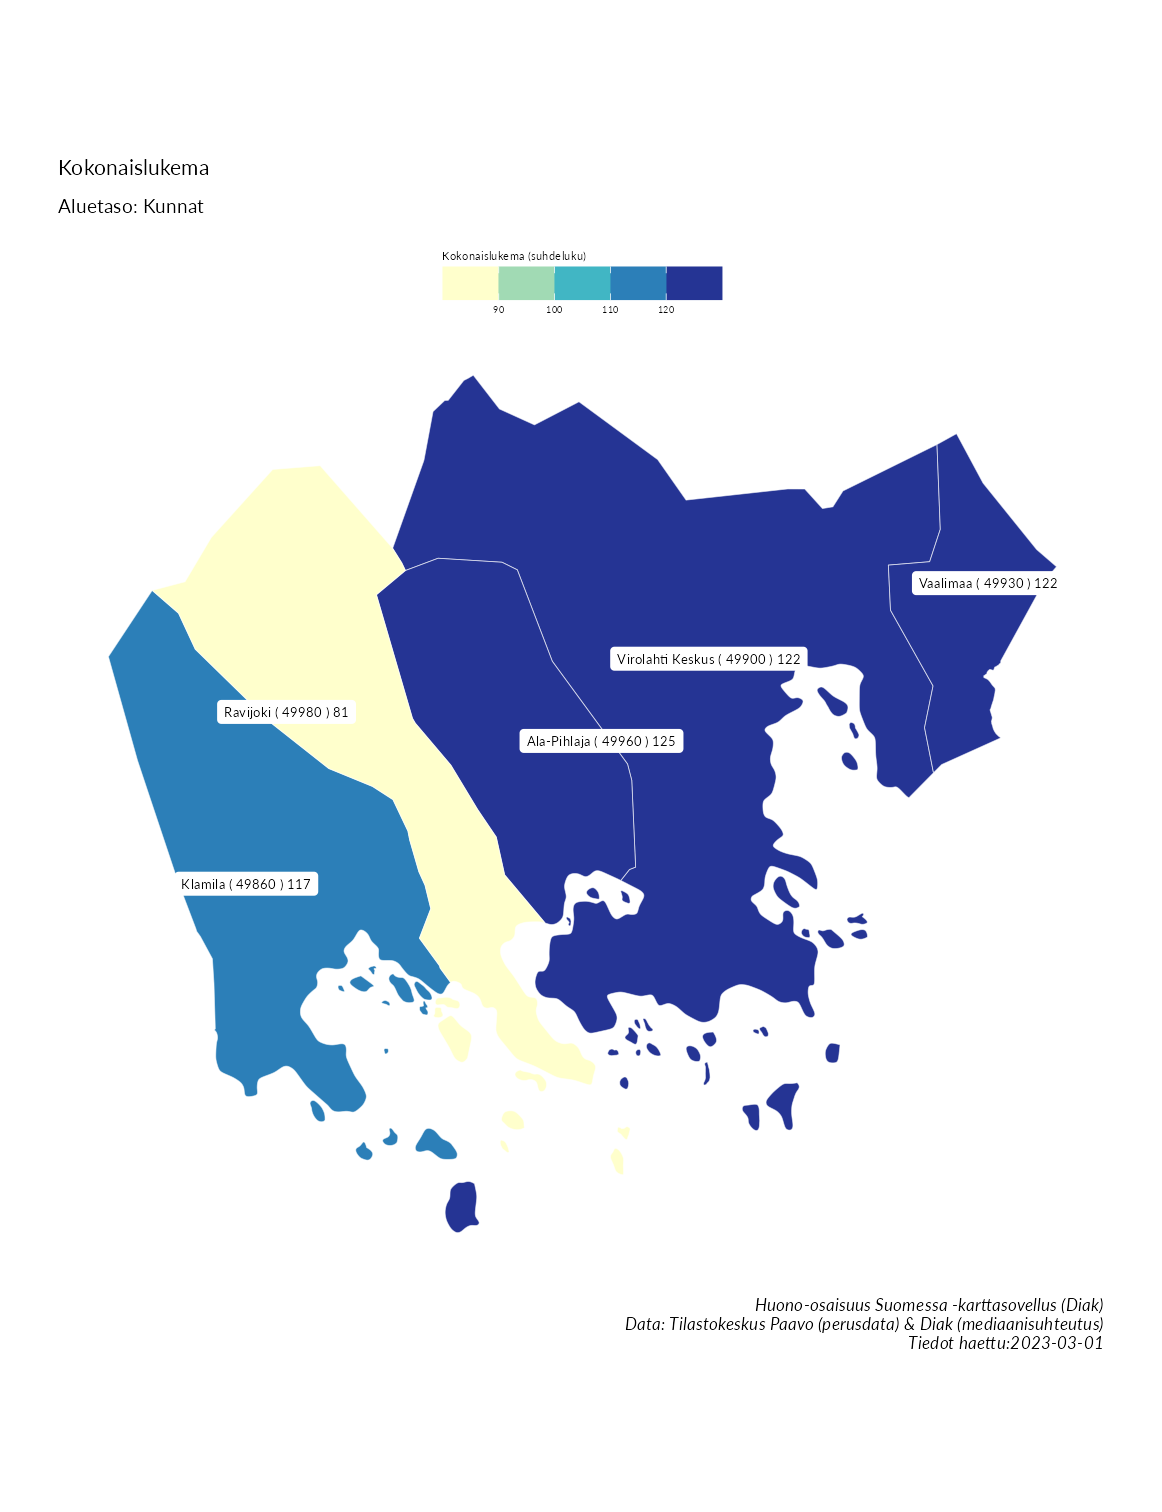 Kokonaislukema
Aluetaso: Kunnat
Kokonaislukema (suhdeluku)
90 100 110 120
Vaalimaa ( 49930 ) 122
Virolahti Keskus ( 49900 ) 122
Ravijoki ( 49980 ) 81
Ala-Pihlaja ( 49960 ) 125
Klamila ( 49860 ) 117
Huono-osaisuus Suomessa -karttasovellus (Diak)
Data: Tilastokeskus Paavo (perusdata) & Diak (mediaanisuhteutus)
Tiedot haettu:2023-03-01